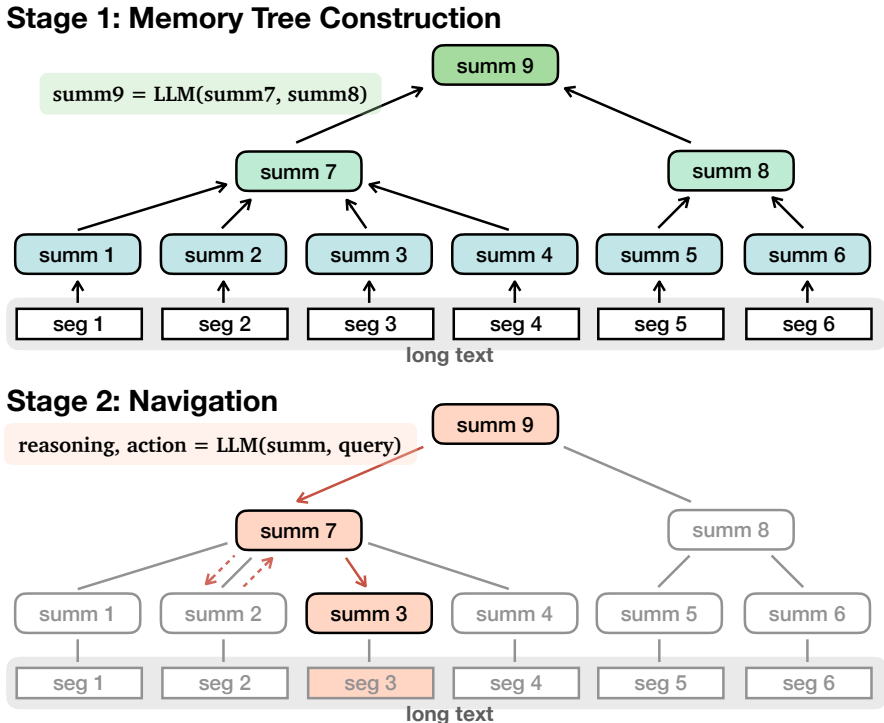 Stage 1: Memory Tree Construction
summ 9
summ9 = LLM(summ7, summ8)
summ 7
summ 8
summ 1
summ 2
summ 3
summ 4
summ 5
summ 6
seg 1
seg 2
seg 3
seg 4
seg 5
seg 6
long text
Stage 2: Navigation
summ 9
reasoning, action = LLM(summ, query)
summ 7
summ 8
summ 1
summ 2
summ 3
summ 4
summ 5
summ 6
seg 1
seg 2
seg 3
seg 4
seg 5
seg 6
long text